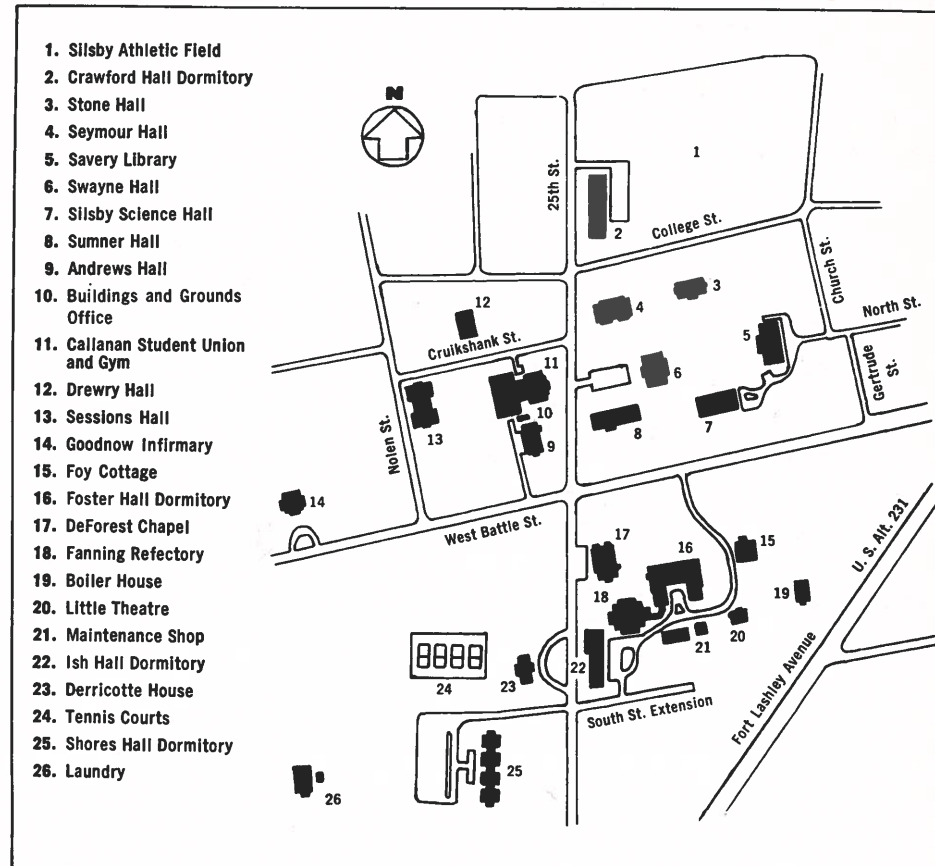 1. Silsby Athletic Field
2. Crawford Hall Dormitory
3. Stone Hall
4. Seymour Hall
5. Savery Library
6. Swayne Hall
7. Silsby Science Hall
8. Sumner Hall
9. Andrews Hall
10. Buildings and Grounds
Office
11. Callanan Student Union
and Gym
12. Drewry Hall
13. Sessions Hall
14. Goodnow Infirmary
15. Foy Cottage
16. Foster Hall Dormitory
17. DeForest Chapel
18. Fanning Refectory
19. Boiler House
20. Little Theatre
21. Maintenance Shop
22. Ish Hall Dormitory
23. Derricotte House
24. Tennis Courts
25. Shores Hall Dormitory
26. Laundry
N
25th St.
1
2
College St.
Church St.
3
4
12
North St.
5
Cruikshank St.
11
6
Gertrude
St.
10
13
8
7
9
Nolen St.
14
West Battle St.
U. S. Alt. 231
17
16
15
18
19
20
21
22
23
24
South St. Extension
Fort Lashley Avenue
25
26